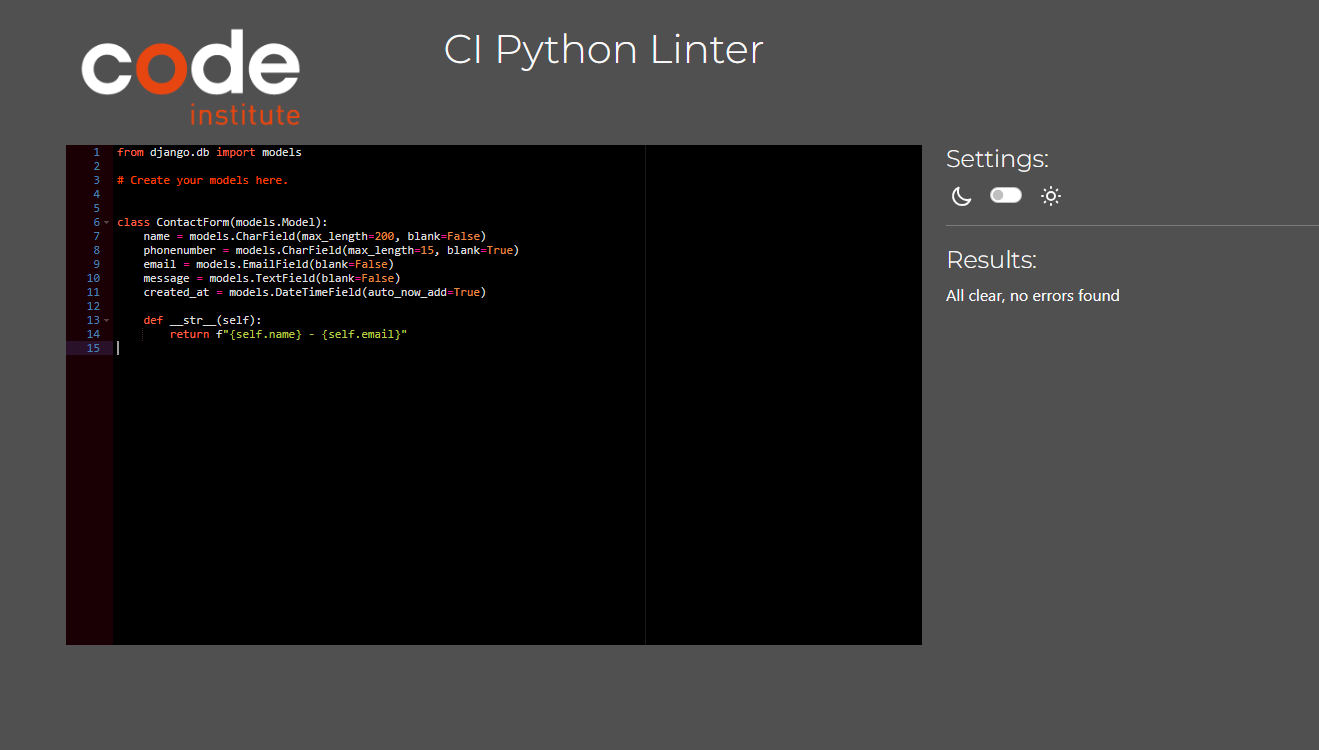 code
institute
CI Python Linter
1 from django.db import models
2
3 # Create your models here.
4
5
6 class ContactForm(models.Model):
7     name = models.CharField(max_length=200, blank=False)
8     phonenumber = models.CharField(max_length=15, blank=True)
9     email = models.EmailField(blank=False)
10     message = models.TextField(blank=False)
11     created_at = models.DateTimeField(auto_now_add=True)
12
13     def __str__(self):
14         return f"{self.name} - {self.email}"
15
Settings:
Results:
All clear, no errors found